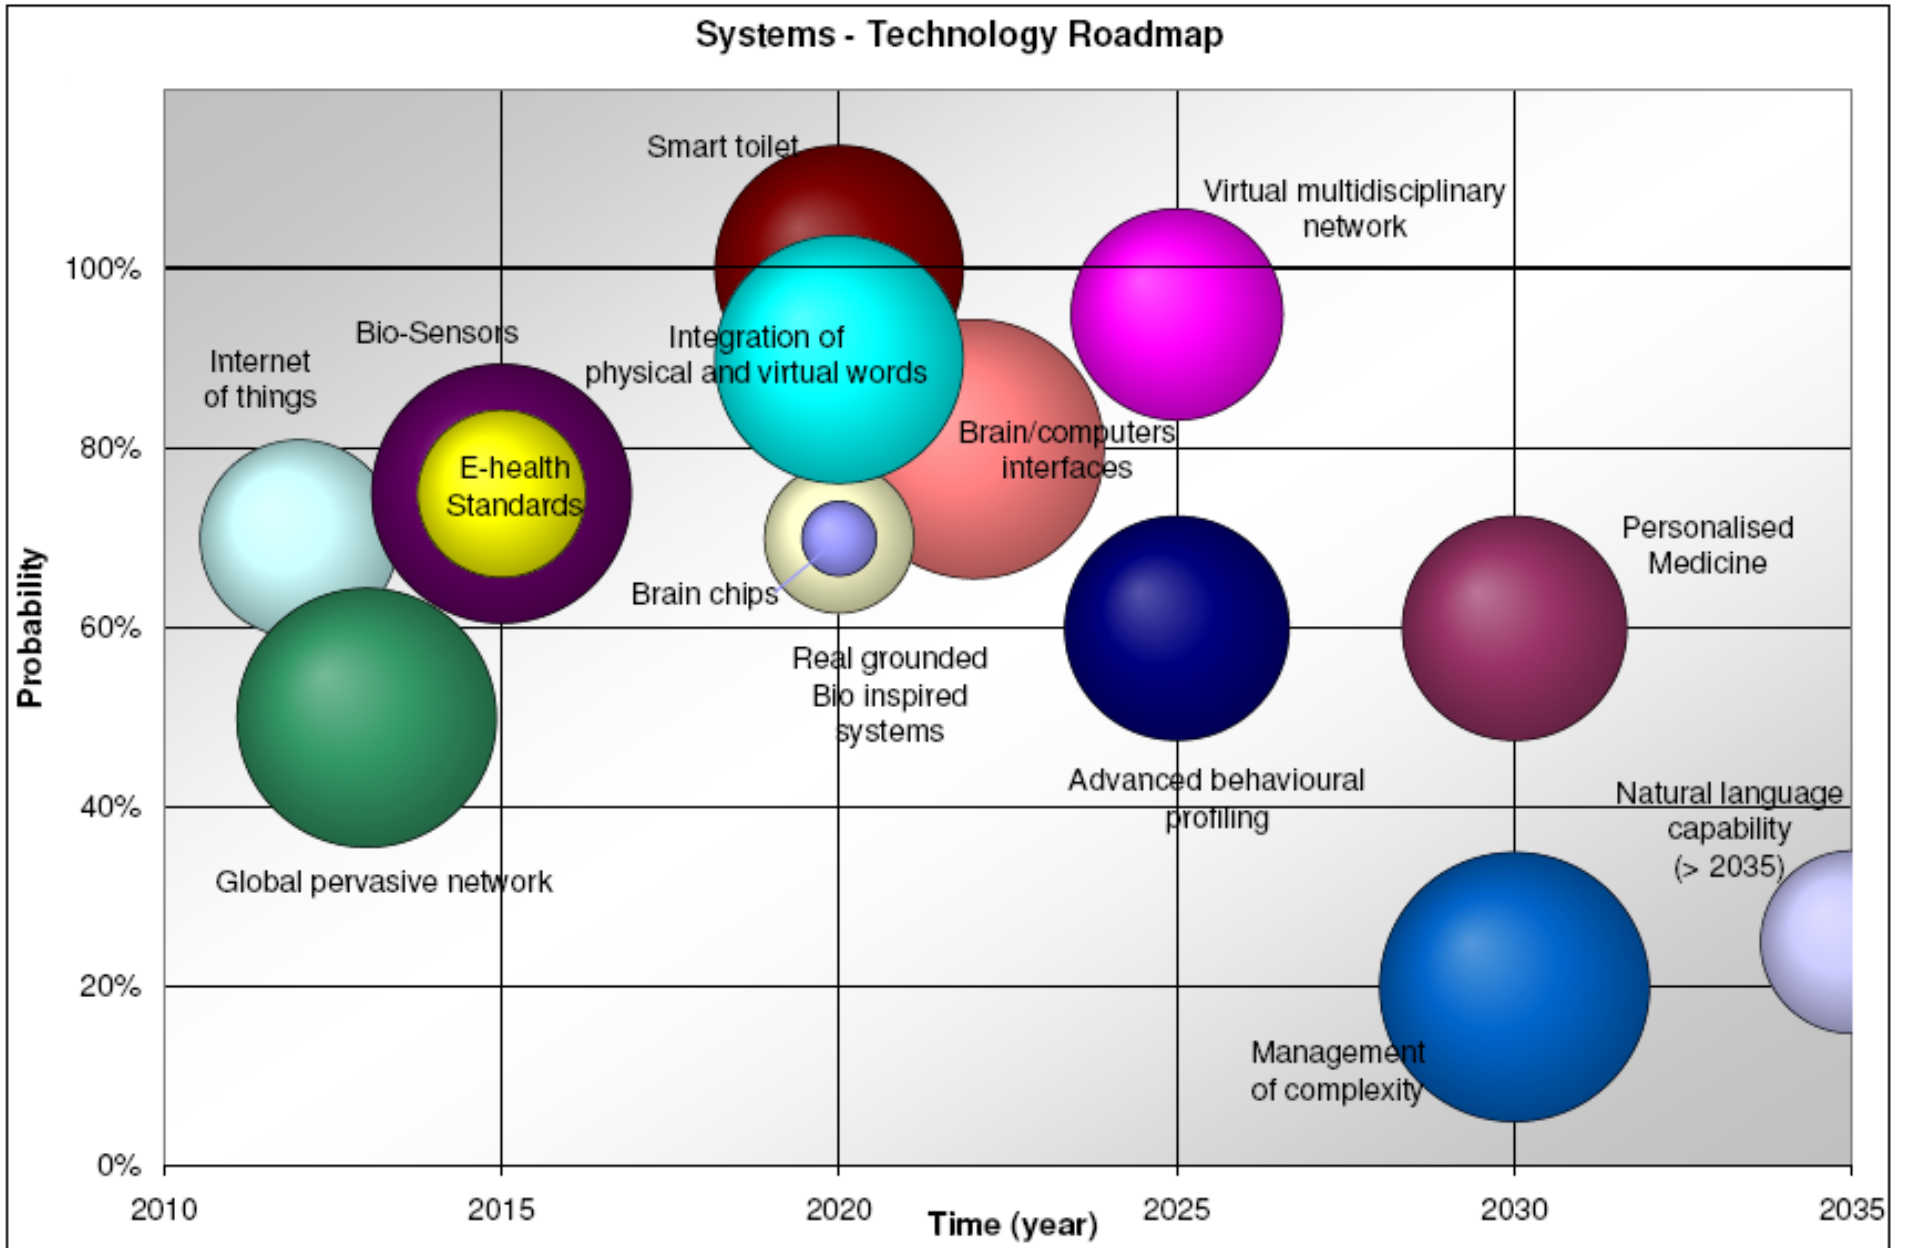 Systems - Technology Roadmap
Smart toilet
Virtual multidisciplinary
network
100%
Bio-Sensors
Internet
of things
Integration of
physical and virtual words
80%
Brain/computers
interfaces
E-health
Standards
Personalised
Medicine
Brain chips
60%
Real grounded
Bio inspired
systems
Probability
Advanced behavioural
profiling
Natural language
capability
(> 2035)
40%
Global pervasive network
20%
Management
of complexity
0%
2010
2015
2020
2025
2030
2035
Time (year)